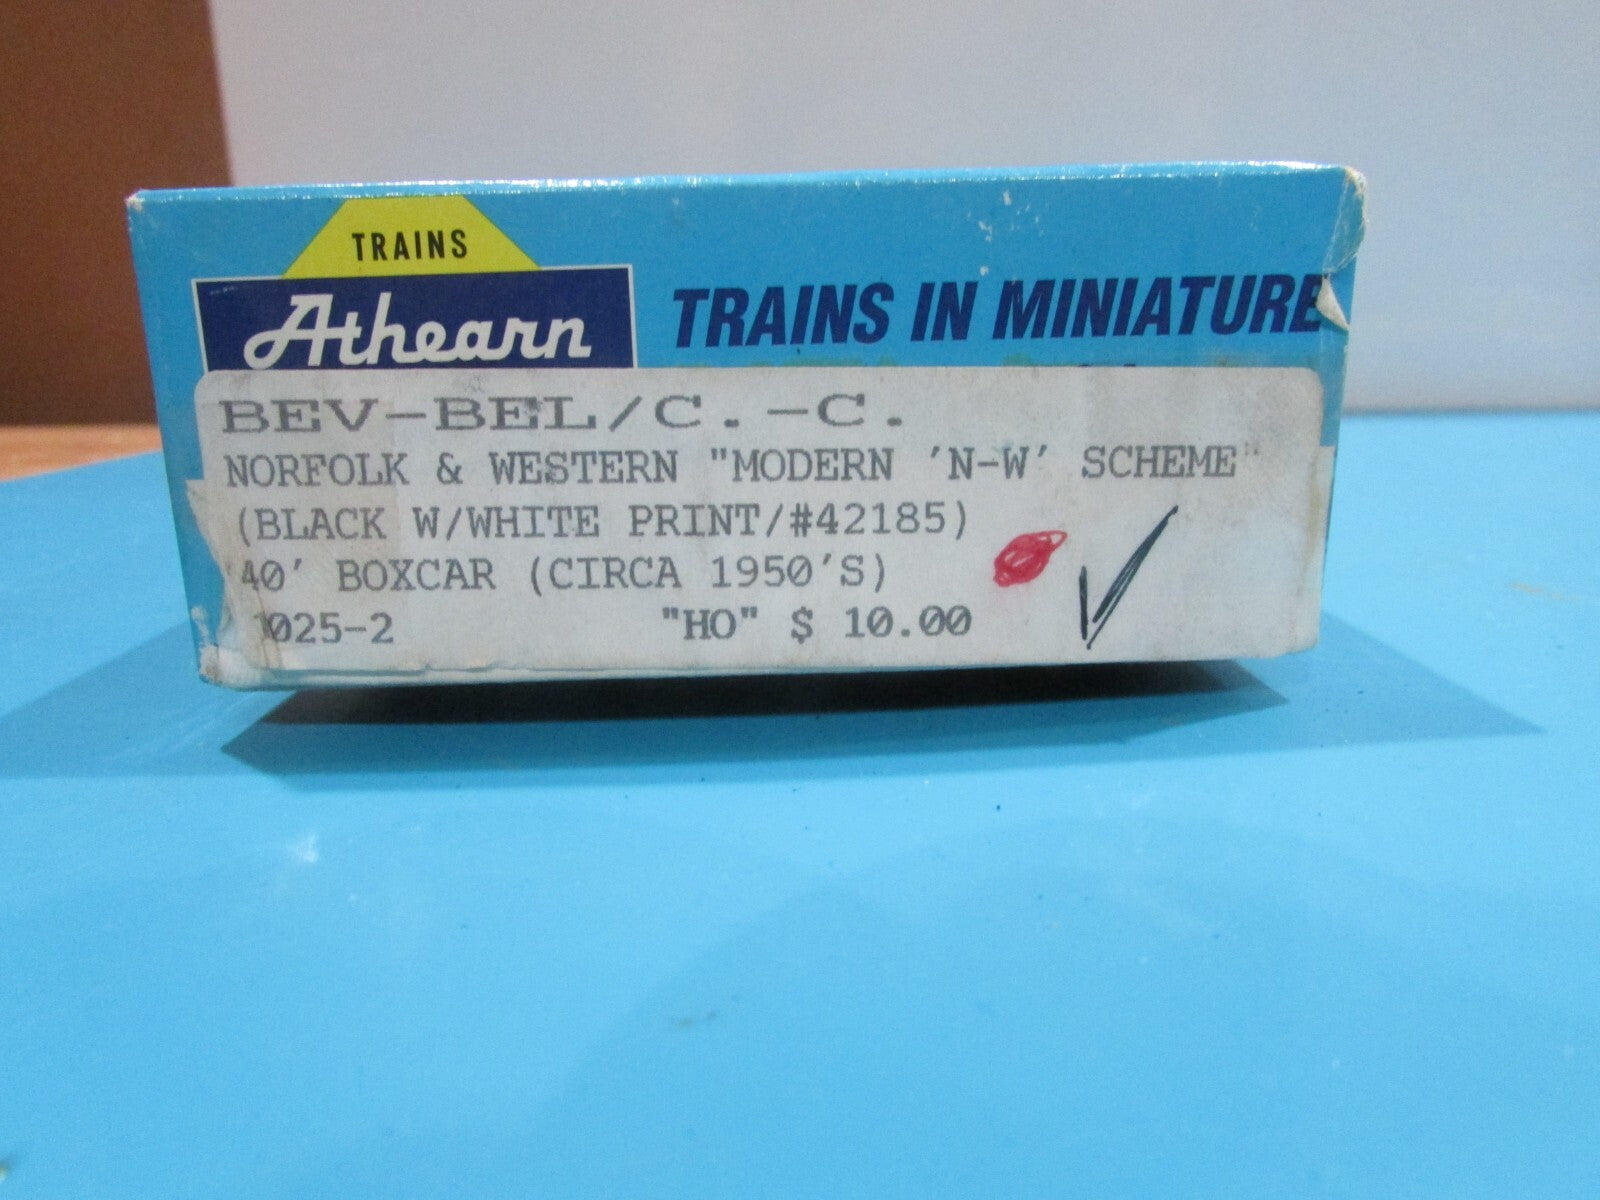 TRAINS
Athearn
TRAINS IN MINIATURE
BEV-BEL/C.-C.
NORFOLK & WESTERN "MODERN 'N-W' SCHEME"
(BLACK W/WHITE PRINT/#42185)
40' BOXCAR (CIRCA 1950'S)
1025-2 "HO" $ 10.00